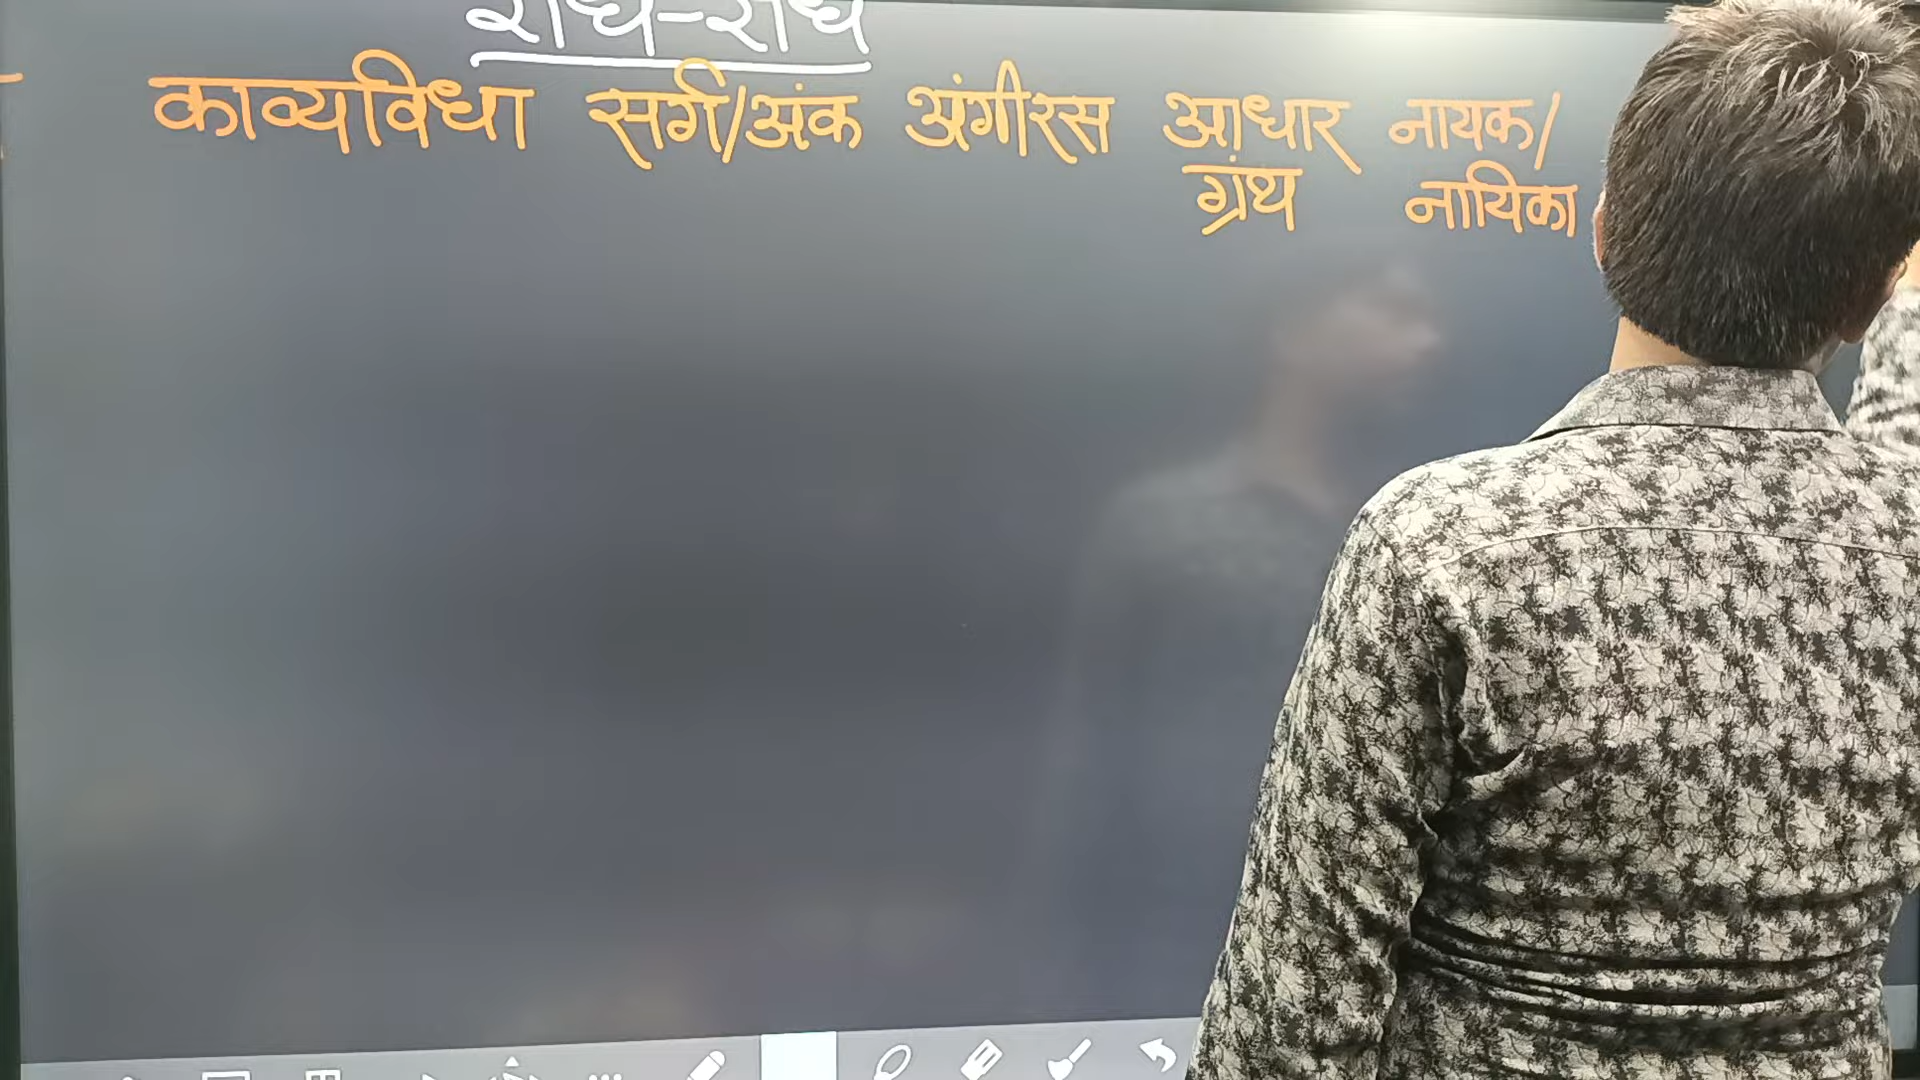 राधे-राधे
काव्यविधा सर्ग/अंक अंगीरस आधार ग्रंथ नायक/नायिका